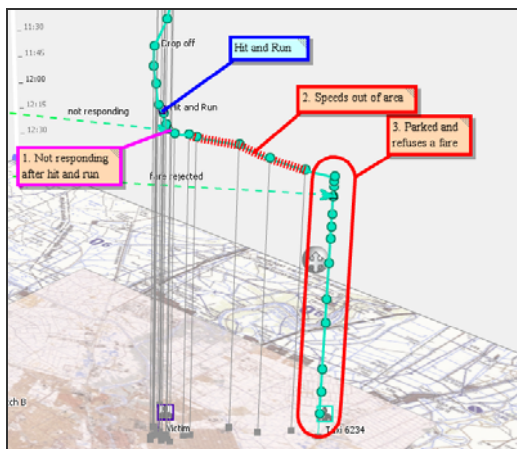 11:30
Drop off
11:45
Hit and Run
12:00
2. Speeds out of area
12:15
Hit and Run
not responding
3. Parked and
refuses a fare
12:30
1. Not responding
after hit and run
fare rejected
ch B
Victim
Taxi 6234